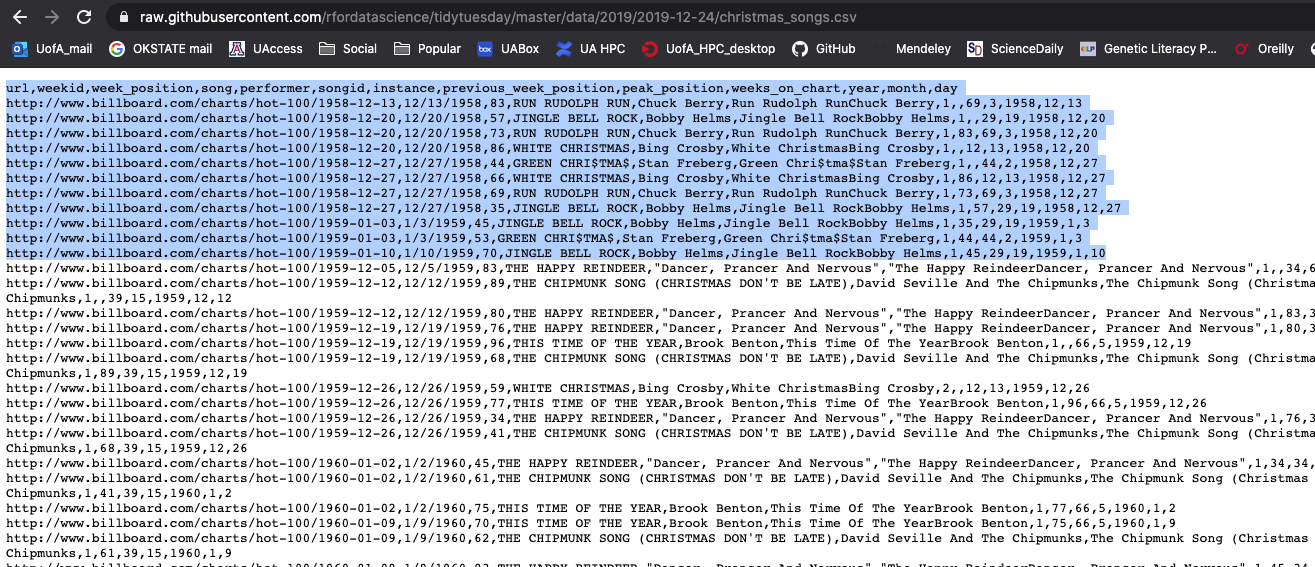 raw.githubusercontent.com/rfordatascience/tidytuesday/master/data/2019/2019-12-24/christmas_songs.csv
UofA_mail OKSTATE mail UAccess Social Popular box UABox UA HPC UofA_HPC_desktop GitHub Mendeley SD ScienceDaily GLP Genetic Literacy P... Oreilly
url,weekid,week_position,song,performer,songid,instance,previous_week_position,peak_position,weeks_on_chart,year,month,day
http://www.billboard.com/charts/hot-100/1958-12-13,12/13/1958,83,RUN RUDOLPH RUN,Chuck Berry,Run Rudolph RunChuck Berry,1,,69,3,1958,12,13
http://www.billboard.com/charts/hot-100/1958-12-20,12/20/1958,57,JINGLE BELL ROCK,Bobby Helms,Jingle Bell RockBobby Helms,1,,29,19,1958,12,20
http://www.billboard.com/charts/hot-100/1958-12-20,12/20/1958,73,RUN RUDOLPH RUN,Chuck Berry,Run Rudolph RunChuck Berry,1,83,69,3,1958,12,20
http://www.billboard.com/charts/hot-100/1958-12-20,12/20/1958,86,WHITE CHRISTMAS,Bing Crosby,White ChristmasBing Crosby,1,,12,13,1958,12,20
http://www.billboard.com/charts/hot-100/1958-12-27,12/27/1958,44,GREEN CHRI$TMA$,Stan Freberg,Green Chri$tma$Stan Freberg,1,,44,2,1958,12,27
http://www.billboard.com/charts/hot-100/1958-12-27,12/27/1958,66,WHITE CHRISTMAS,Bing Crosby,White ChristmasBing Crosby,1,86,12,13,1958,12,27
http://www.billboard.com/charts/hot-100/1958-12-27,12/27/1958,69,RUN RUDOLPH RUN,Chuck Berry,Run Rudolph RunChuck Berry,1,73,69,3,1958,12,27
http://www.billboard.com/charts/hot-100/1958-12-27,12/27/1958,35,JINGLE BELL ROCK,Bobby Helms,Jingle Bell RockBobby Helms,1,57,29,19,1958,12,27
http://www.billboard.com/charts/hot-100/1959-01-03,1/3/1959,45,JINGLE BELL ROCK,Bobby Helms,Jingle Bell RockBobby Helms,1,35,29,19,1959,1,3
http://www.billboard.com/charts/hot-100/1959-01-03,1/3/1959,53,GREEN CHRI$TMA$,Stan Freberg,Green Chri$tma$Stan Freberg,1,44,44,2,1959,1,3
http://www.billboard.com/charts/hot-100/1959-01-10,1/10/1959,70,JINGLE BELL ROCK,Bobby Helms,Jingle Bell RockBobby Helms,1,45,29,19,1959,1,10
http://www.billboard.com/charts/hot-100/1959-12-05,12/5/1959,83,THE HAPPY REINDEER,"Dancer, Prancer And Nervous","The Happy ReindeerDancer, Prancer And Nervous",1,,34,6
http://www.billboard.com/charts/hot-100/1959-12-12,12/12/1959,89,THE CHIPMUNK SONG (CHRISTMAS DON'T BE LATE),David Seville And The Chipmunks,The Chipmunk Song (Christma
Chipmunks,1,,39,15,1959,12,12
http://www.billboard.com/charts/hot-100/1959-12-12,12/12/1959,80,THE HAPPY REINDEER,"Dancer, Prancer And Nervous","The Happy ReindeerDancer, Prancer And Nervous",1,83,3
http://www.billboard.com/charts/hot-100/1959-12-19,12/19/1959,76,THE HAPPY REINDEER,"Dancer, Prancer And Nervous","The Happy ReindeerDancer, Prancer And Nervous",1,80,3
http://www.billboard.com/charts/hot-100/1959-12-19,12/19/1959,96,THIS TIME OF THE YEAR,Brook Benton,This Time Of The YearBrook Benton,1,,66,5,1959,12,19
http://www.billboard.com/charts/hot-100/1959-12-19,12/19/1959,68,THE CHIPMUNK SONG (CHRISTMAS DON'T BE LATE),David Seville And The Chipmunks,The Chipmunk Song (Christma
Chipmunks,1,89,39,15,1959,12,19
http://www.billboard.com/charts/hot-100/1959-12-26,12/26/1959,59,WHITE CHRISTMAS,Bing Crosby,White ChristmasBing Crosby,2,,12,13,1959,12,26
http://www.billboard.com/charts/hot-100/1959-12-26,12/26/1959,77,THIS TIME OF THE YEAR,Brook Benton,This Time Of The YearBrook Benton,1,96,66,5,1959,12,26
http://www.billboard.com/charts/hot-100/1959-12-26,12/26/1959,34,THE HAPPY REINDEER,"Dancer, Prancer And Nervous","The Happy ReindeerDancer, Prancer And Nervous",1,76,3
http://www.billboard.com/charts/hot-100/1959-12-26,12/26/1959,41,THE CHIPMUNK SONG (CHRISTMAS DON'T BE LATE),David Seville And The Chipmunks,The Chipmunk Song (Christma
Chipmunks,1,68,39,15,1959,12,26
http://www.billboard.com/charts/hot-100/1960-01-02,1/2/1960,45,THE HAPPY REINDEER,"Dancer, Prancer And Nervous","The Happy ReindeerDancer, Prancer And Nervous",1,34,34,
http://www.billboard.com/charts/hot-100/1960-01-02,1/2/1960,61,THE CHIPMUNK SONG (CHRISTMAS DON'T BE LATE),David Seville And The Chipmunks,The Chipmunk Song (Christmas
Chipmunks,1,41,39,15,1960,1,2
http://www.billboard.com/charts/hot-100/1960-01-02,1/2/1960,75,THIS TIME OF THE YEAR,Brook Benton,This Time Of The YearBrook Benton,1,77,66,5,1960,1,2
http://www.billboard.com/charts/hot-100/1960-01-09,1/9/1960,70,THIS TIME OF THE YEAR,Brook Benton,This Time Of The YearBrook Benton,1,75,66,5,1960,1,9
http://www.billboard.com/charts/hot-100/1960-01-09,1/9/1960,62,THE CHIPMUNK SONG (CHRISTMAS DON'T BE LATE),David Seville And The Chipmunks,The Chipmunk Song (Christmas
Chipmunks,1,61,39,15,1960,1,9